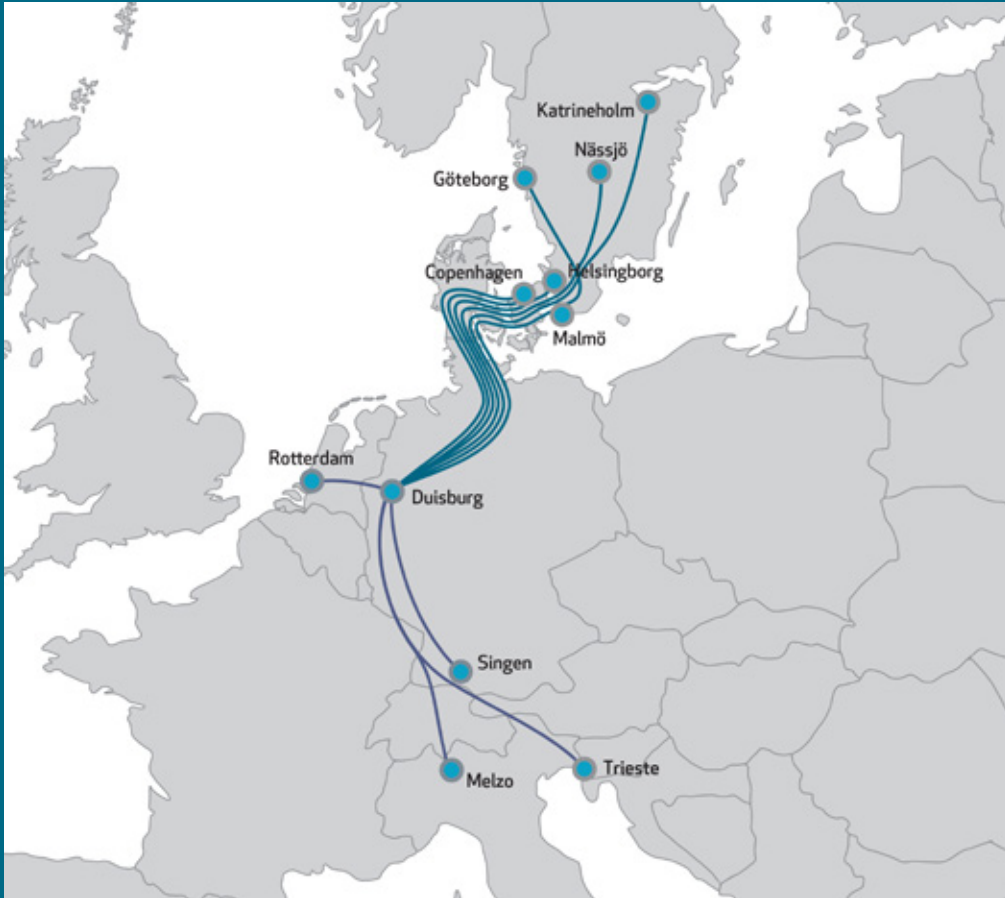 Katrineholm
Nässjö
Göteborg
Copenhagen
Helsingborg
Malmö
Rotterdam
Duisburg
Singen
Melzo
Trieste